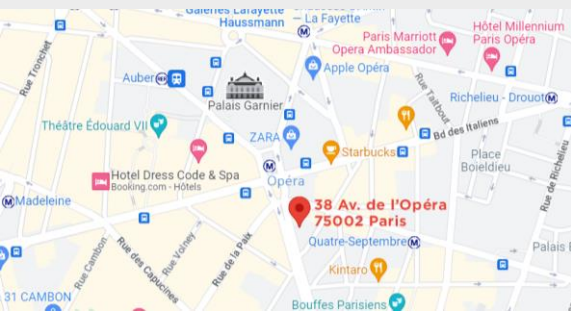 Galeries Lafayette
Haussmann
— La Fayette
Paris Marriott
Opera Ambassador
Hôtel Millennium
Paris Opéra
Rue Tronchet
Auber
Apple Opéra
Palais Garnier
Rue Taitbout
Richelieu - Drouot
Théâtre Édouard VII
ZARA
Starbucks
Bd des Italiens
Place
Boieldieu
Rue de Richelieu
Hotel Dress Code & Spa
Booking.com - Hôtels
Opéra
Madeleine
38 Av. de l'Opéra
75002 Paris
Quatre-Septembre
Palais
Rue Cambon
Rue des Capucines
Rue Volney
Rue de la Paix
Kintaro
31 CAMBON
Bouffes Parisiens